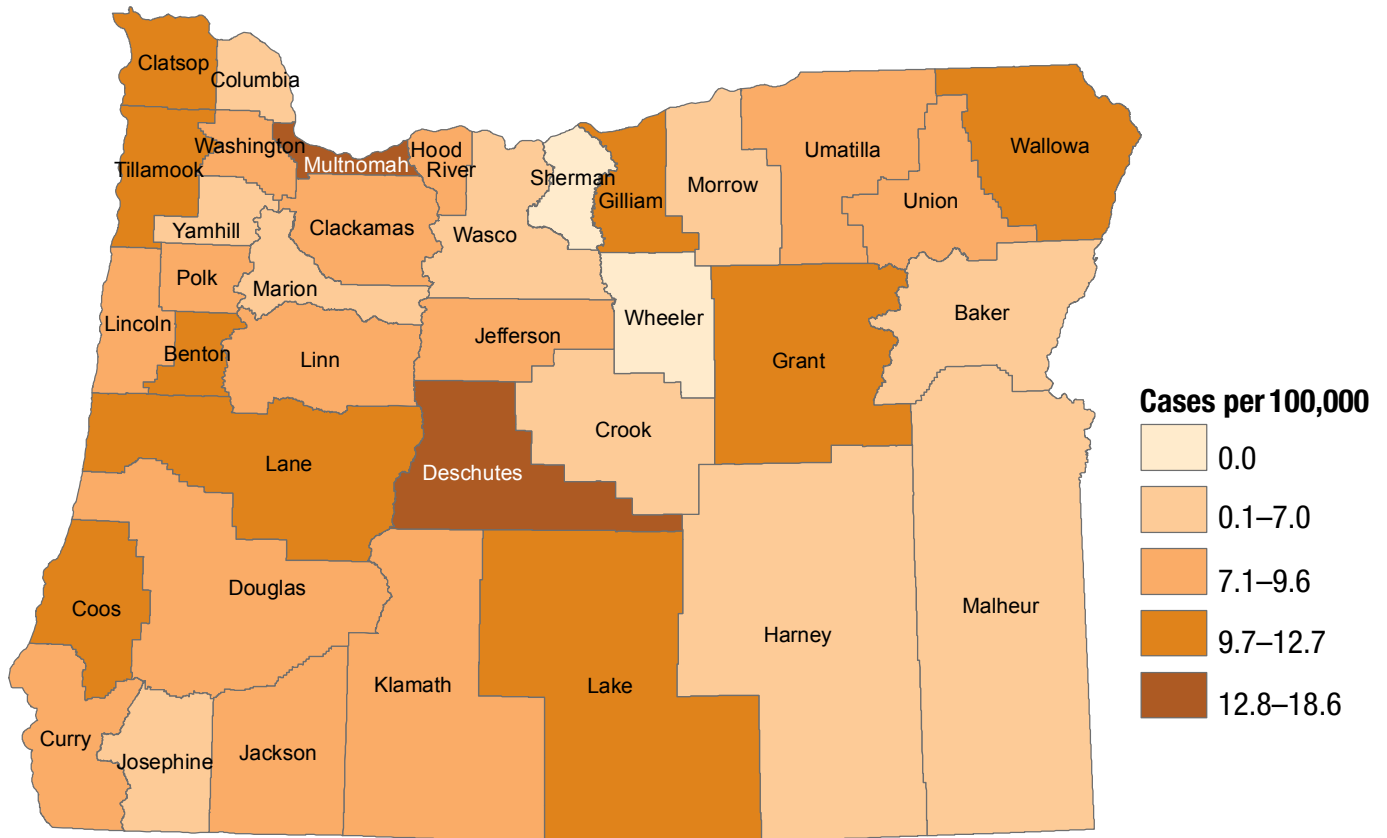 Clatsop
Columbia
Washington
Multnomah
Hood
River
Tillamook
Sherman
Gilliam
Morrow
Umatilla
Wallowa
Union
Yamhill
Clackamas
Wasco
Polk
Marion
Lincoln
Wheeler
Baker
Benton
Linn
Jefferson
Grant
Lane
Deschutes
Crook
Coos
Douglas
Harney
Malheur
Klamath
Lake
Curry
Josephine
Jackson
Cases per 100,000
0.0
0.1–7.0
7.1–9.6
9.7–12.7
12.8–18.6